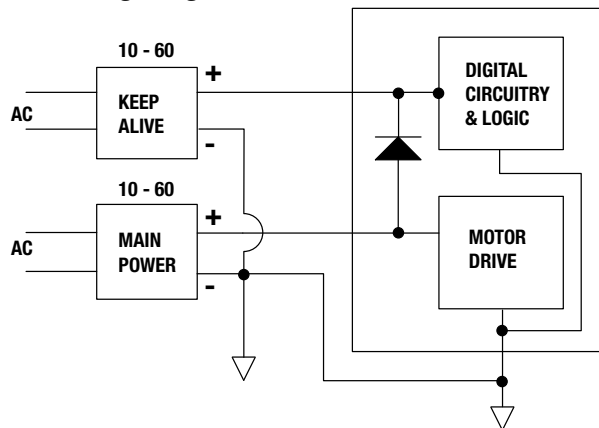 10 - 60
KEEP
ALIVE
+
-
AC
DIGITAL
CIRCUITRY
& LOGIC
10 - 60
MAIN
POWER
+
-
AC
MOTOR
DRIVE